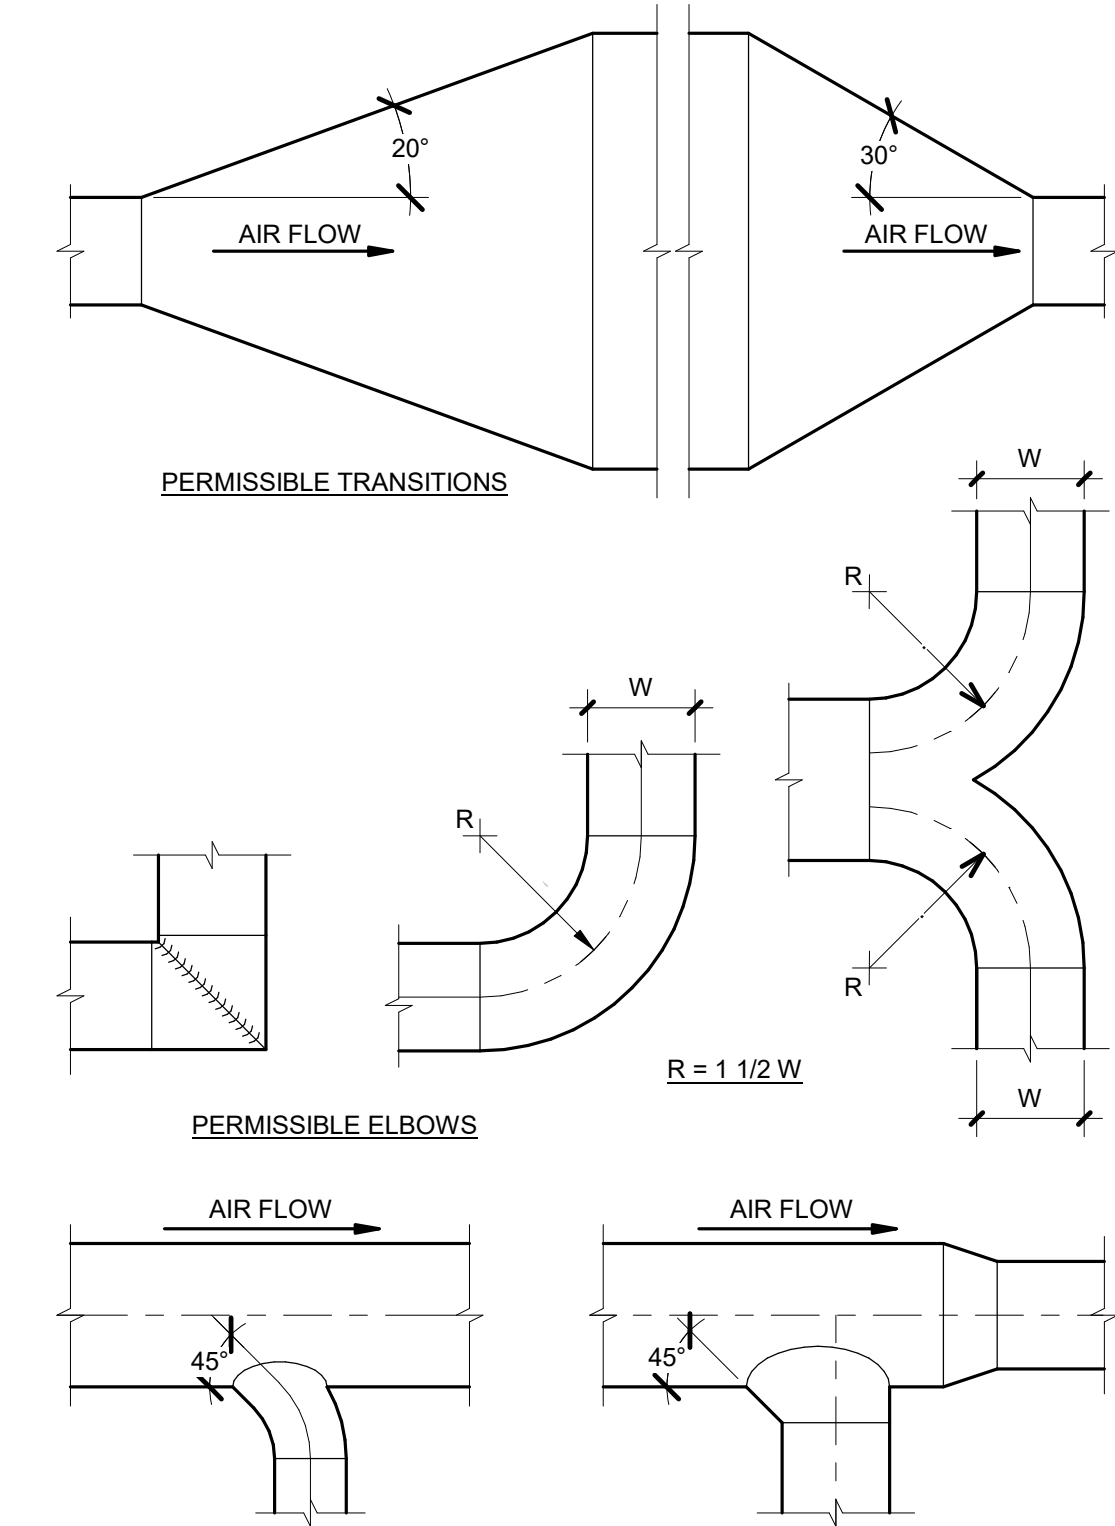 20°
30°
AIR FLOW
AIR FLOW
PERMISSIBLE TRANSITIONS
W
R
W
R
R
R = 1 1/2 W
W
PERMISSIBLE ELBOWS
AIR FLOW
AIR FLOW
45°
45°